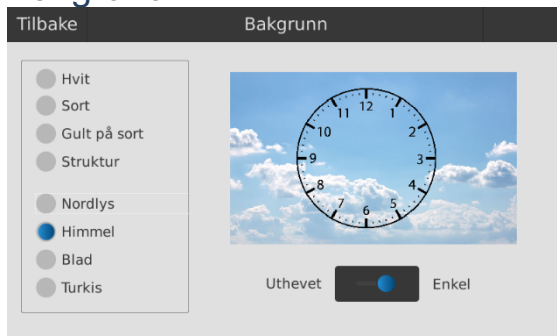 Tilbake Bakgrunn
Hvit
Sort
Gult på sort
Struktur
Nordlys
Himmel
Blad
Turkis
12
11 1
10 2
9 3
8 4
7 5
6
Uthevet Enkel